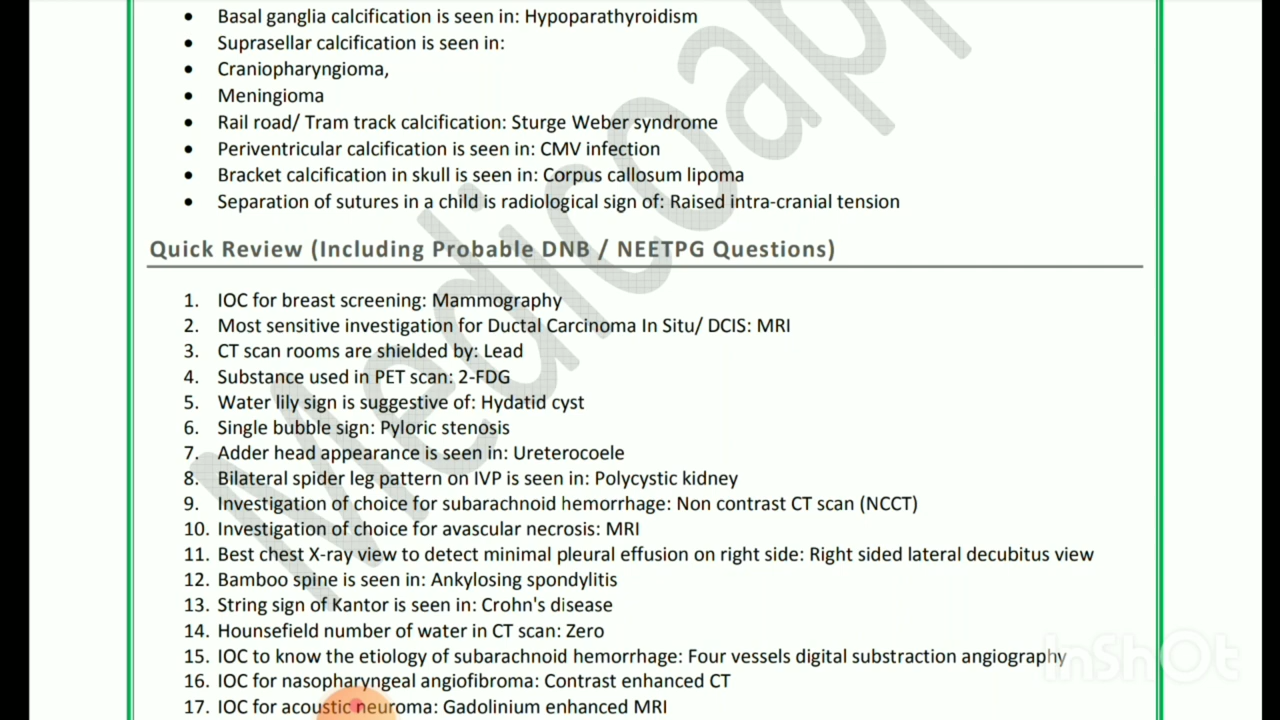 Basal ganglia calcification is seen in: Hypoparathyroidism
Suprasellar calcification is seen in:
Craniopharyngioma,
Meningioma
Rail road/ Tram track calcification: Sturge Weber syndrome
Periventricular calcification is seen in: CMV infection
Bracket calcification in skull is seen in: Corpus callosum lipoma
Separation of sutures in a child is radiological sign of: Raised intra-cranial tension
Quick Review (Including Probable DNB / NEETPG Questions)
1. IOC for breast screening: Mammography
2. Most sensitive investigation for Ductal Carcinoma In Situ/ DCIS: MRI
3. CT scan rooms are shielded by: Lead
4. Substance used in PET scan: 2-FDG
5. Water lily sign is suggestive of: Hydatid cyst
6. Single bubble sign: Pyloric stenosis
7. Adder head appearance is seen in: Ureterocoele
8. Bilateral spider leg pattern on IVP is seen in: Polycystic kidney
9. Investigation of choice for subarachnoid hemorrhage: Non contrast CT scan (NCCT)
10. Investigation of choice for avascular necrosis: MRI
11. Best chest X-ray view to detect minimal pleural effusion on right side: Right sided lateral decubitus view
12. Bamboo spine is seen in: Ankylosing spondylitis
13. String sign of Kantor is seen in: Crohn's disease
14. Hounsefield number of water in CT scan: Zero
15. IOC to know the etiology of subarachnoid hemorrhage: Four vessels digital substraction angiography
16. IOC for nasopharyngeal angiofibroma: Contrast enhanced CT
17. IOC for acoustic neuroma: Gadolinium enhanced MRI
Medicoapp
InShOt